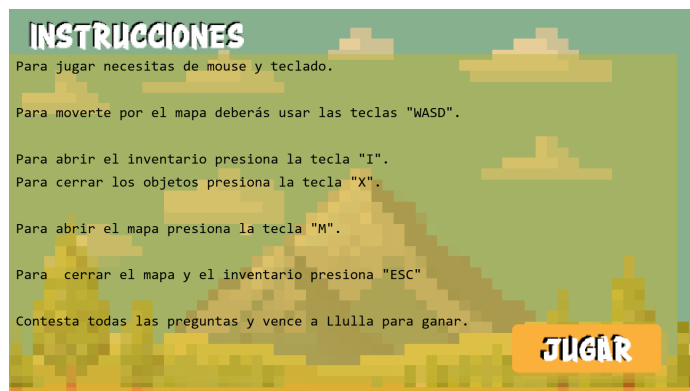 INSTRUCCIONES
Para jugar necesitas de mouse y teclado.
Para moverte por el mapa deberás usar las teclas "WASD".
Para abrir el inventario presiona la tecla "I".
Para cerrar los objetos presiona la tecla "X".
Para abrir el mapa presiona la tecla "M".
Para  cerrar el mapa y el inventario presiona "ESC"
Contesta todas las preguntas y vence a Llulla para ganar.
JUGAR